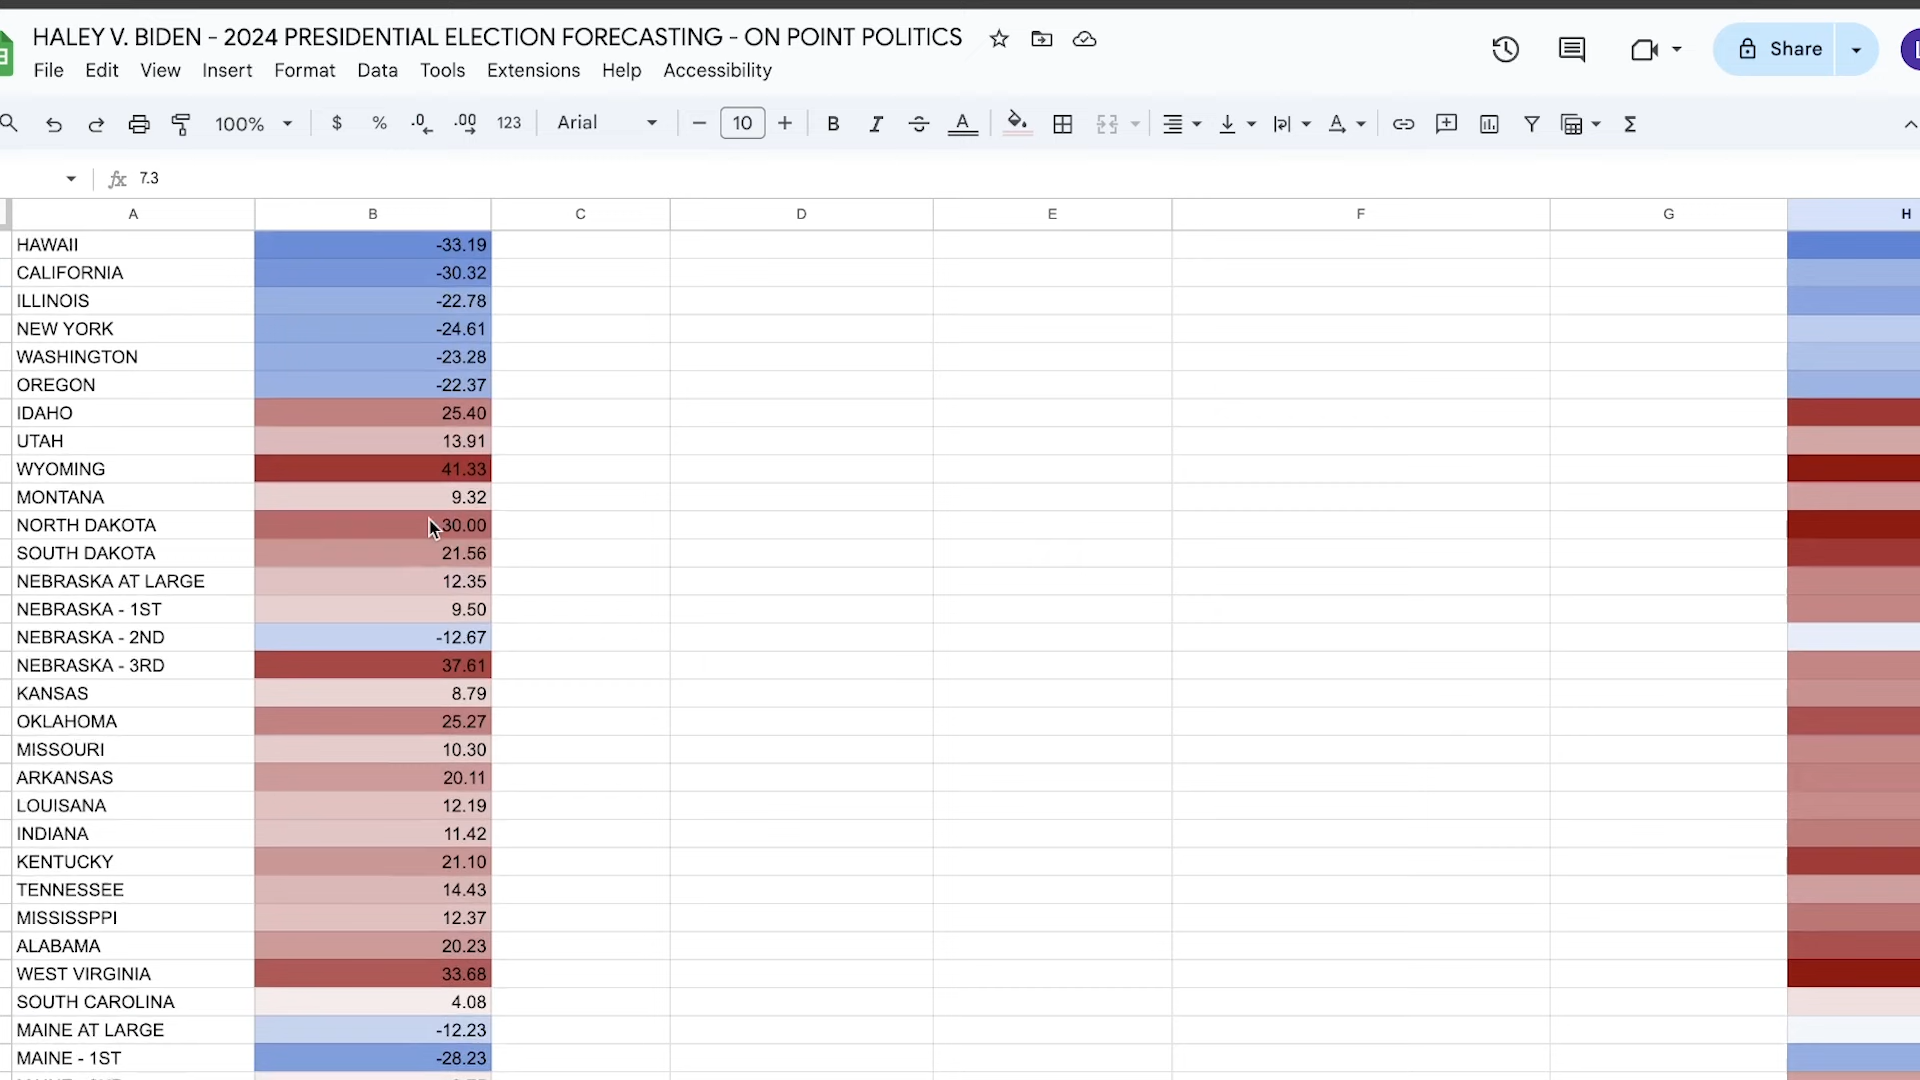 HALEY V. BIDEN - 2024 PRESIDENTIAL ELECTION FORECASTING - ON POINT POLITICS
File Edit View Insert Format Data Tools Extensions Help Accessibility
Share
100% $ % .0 .00 123 Arial 10 B I S A Σ
fx 7.3
A B C D E F G H
HAWAII -33.19
CALIFORNIA -30.32
ILLINOIS -22.78
NEW YORK -24.61
WASHINGTON -23.28
OREGON -22.37
IDAHO 25.40
UTAH 13.91
WYOMING 41.33
MONTANA 9.32
NORTH DAKOTA 30.00
SOUTH DAKOTA 21.56
NEBRASKA AT LARGE 12.35
NEBRASKA - 1ST 9.50
NEBRASKA - 2ND -12.67
NEBRASKA - 3RD 37.61
KANSAS 8.79
OKLAHOMA 25.27
MISSOURI 10.30
ARKANSAS 20.11
LOUISANA 12.19
INDIANA 11.42
KENTUCKY 21.10
TENNESSEE 14.43
MISSISSPPI 12.37
ALABAMA 20.23
WEST VIRGINIA 33.68
SOUTH CAROLINA 4.08
MAINE AT LARGE -12.23
MAINE - 1ST -28.23